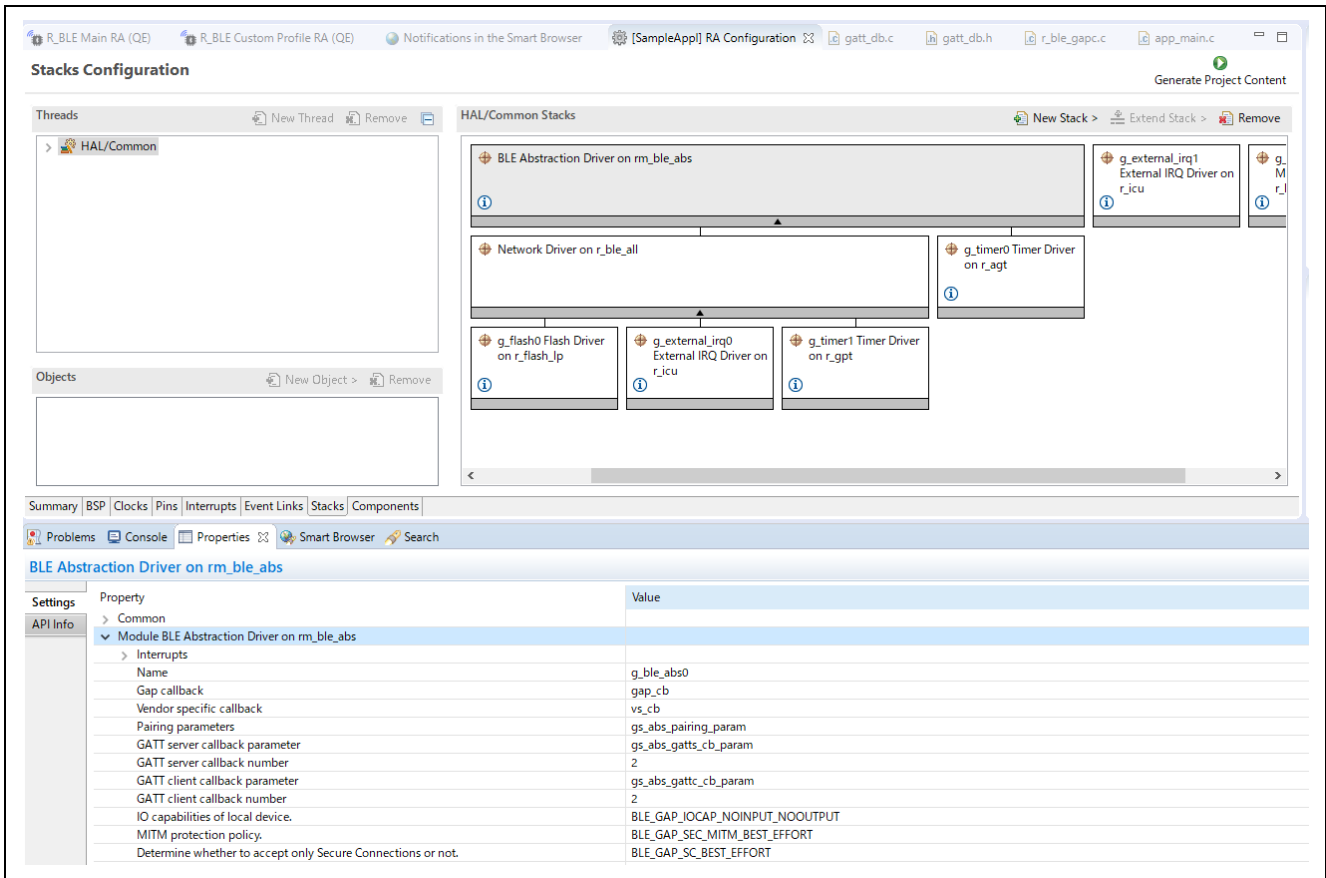 R_BLE Main RA (QE) R_BLE Custom Profile RA (QE) Notifications in the Smart Browser [SampleAppl] RA Configuration gatt_db.c gatt_db.h r_ble_gapc.c app_main.c
Stacks Configuration
Generate Project Content
Threads New Thread Remove
HAL/Common
HAL/Common Stacks New Stack > Extend Stack > Remove
BLE Abstraction Driver on rm_ble_abs
g_external_irq1
External IRQ Driver on
r_icu
g_
M
r_l
Network Driver on r_ble_all
g_timer0 Timer Driver
on r_agt
g_flash0 Flash Driver
on r_flash_lp
g_external_irq0
External IRQ Driver on
r_icu
g_timer1 Timer Driver
on r_gpt
Objects New Object > Remove
Summary BSP Clocks Pins Interrupts Event Links Stacks Components
Problems Console Properties Smart Browser Search
BLE Abstraction Driver on rm_ble_abs
Settings
API Info
Property Value
Common
Module BLE Abstraction Driver on rm_ble_abs
Interrupts
Name g_ble_abs0
Gap callback gap_cb
Vendor specific callback vs_cb
Pairing parameters gs_abs_pairing_param
GATT server callback parameter gs_abs_gatts_cb_param
GATT server callback number 2
GATT client callback parameter gs_abs_gattc_cb_param
GATT client callback number 2
IO capabilities of local device. BLE_GAP_IOCAP_NOINPUT_NOOUTPUT
MITM protection policy. BLE_GAP_SEC_MITM_BEST_EFFORT
Determine whether to accept only Secure Connections or not. BLE_GAP_SC_BEST_EFFORT